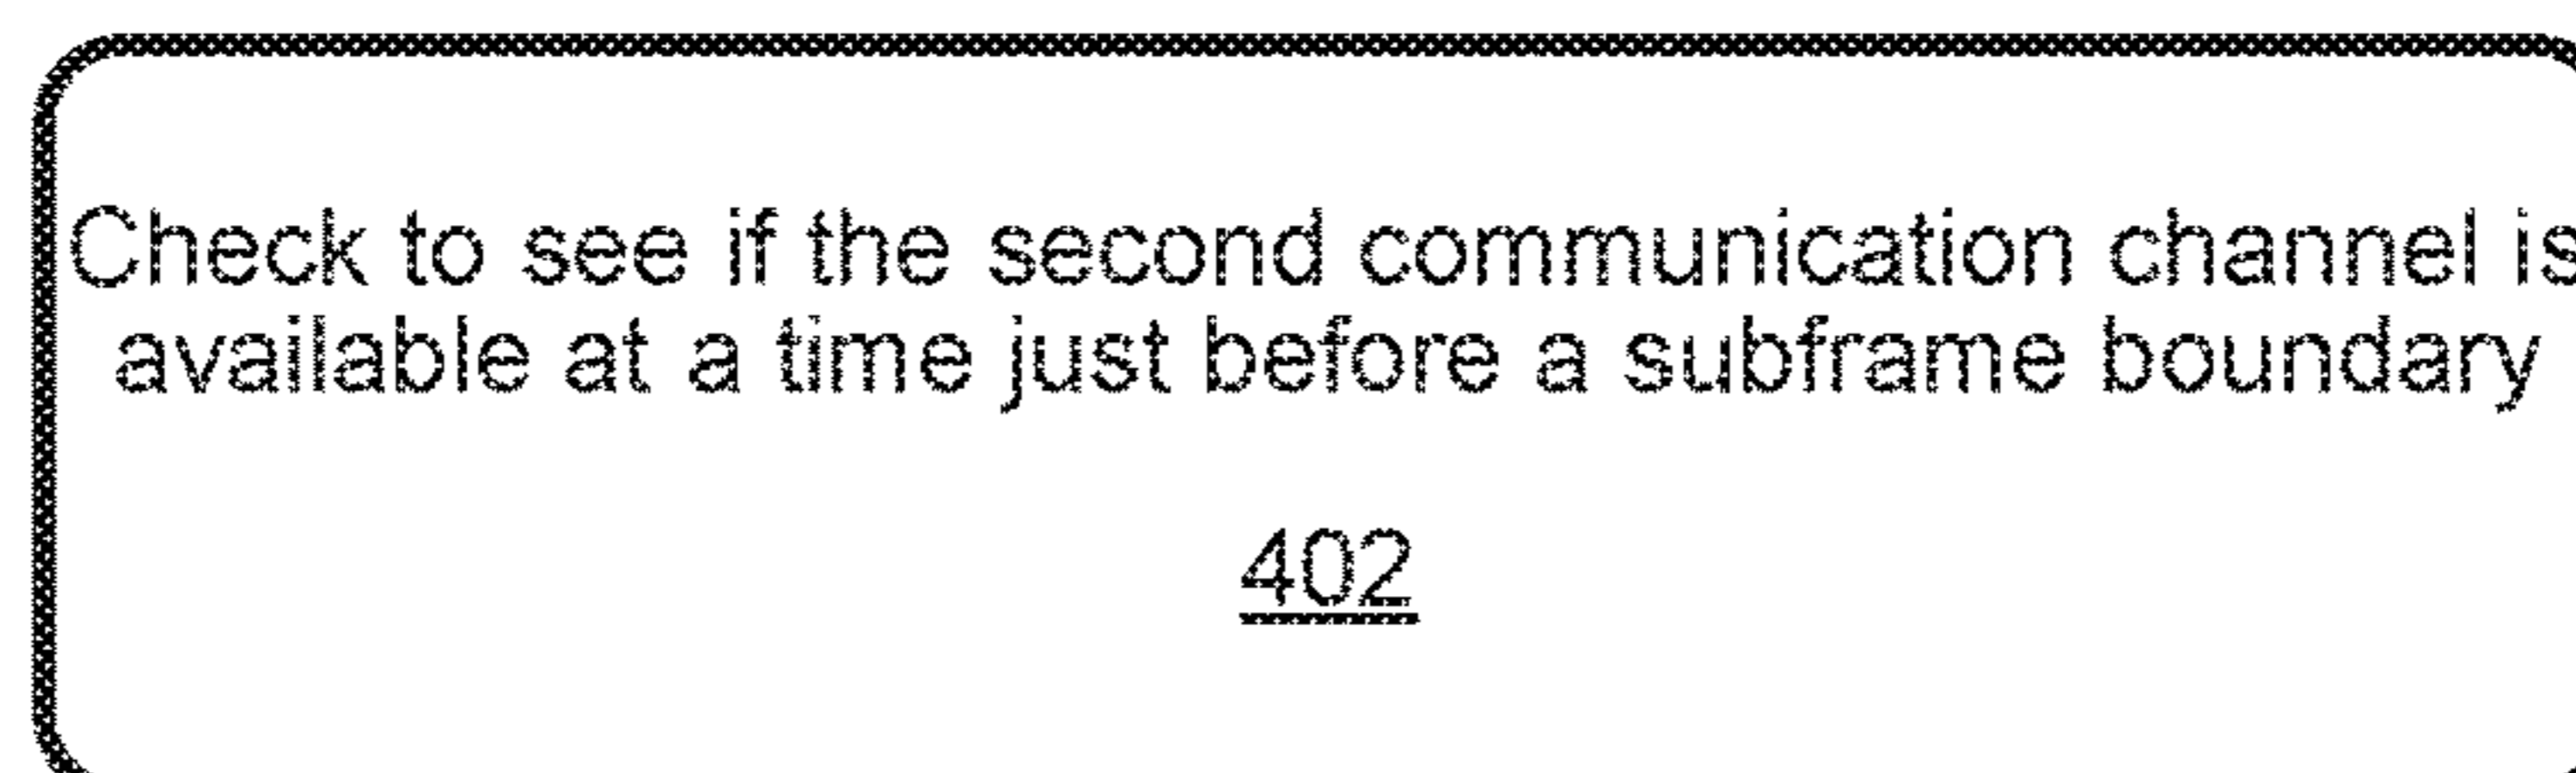 Check to see if the second communication channel is
available at a time just before a subframe boundary
402